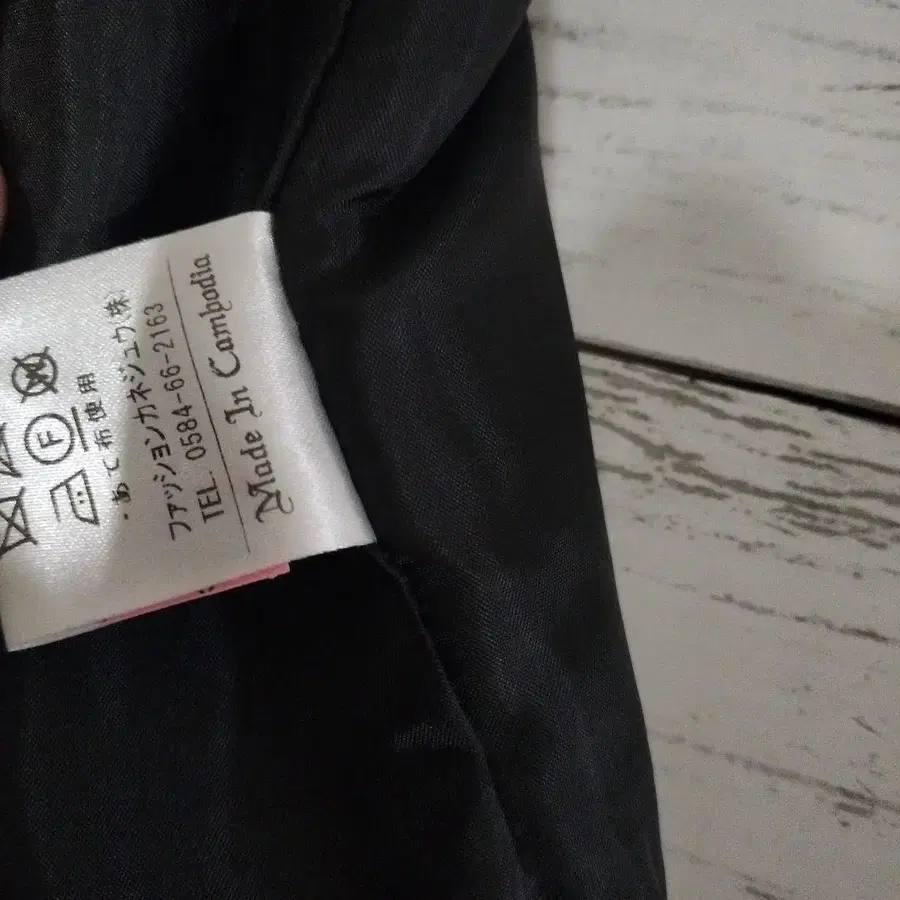 F
・あて布使用
ファッションカネジュウ(株)
TEL. 0584-66-2163
Made In Cambodia